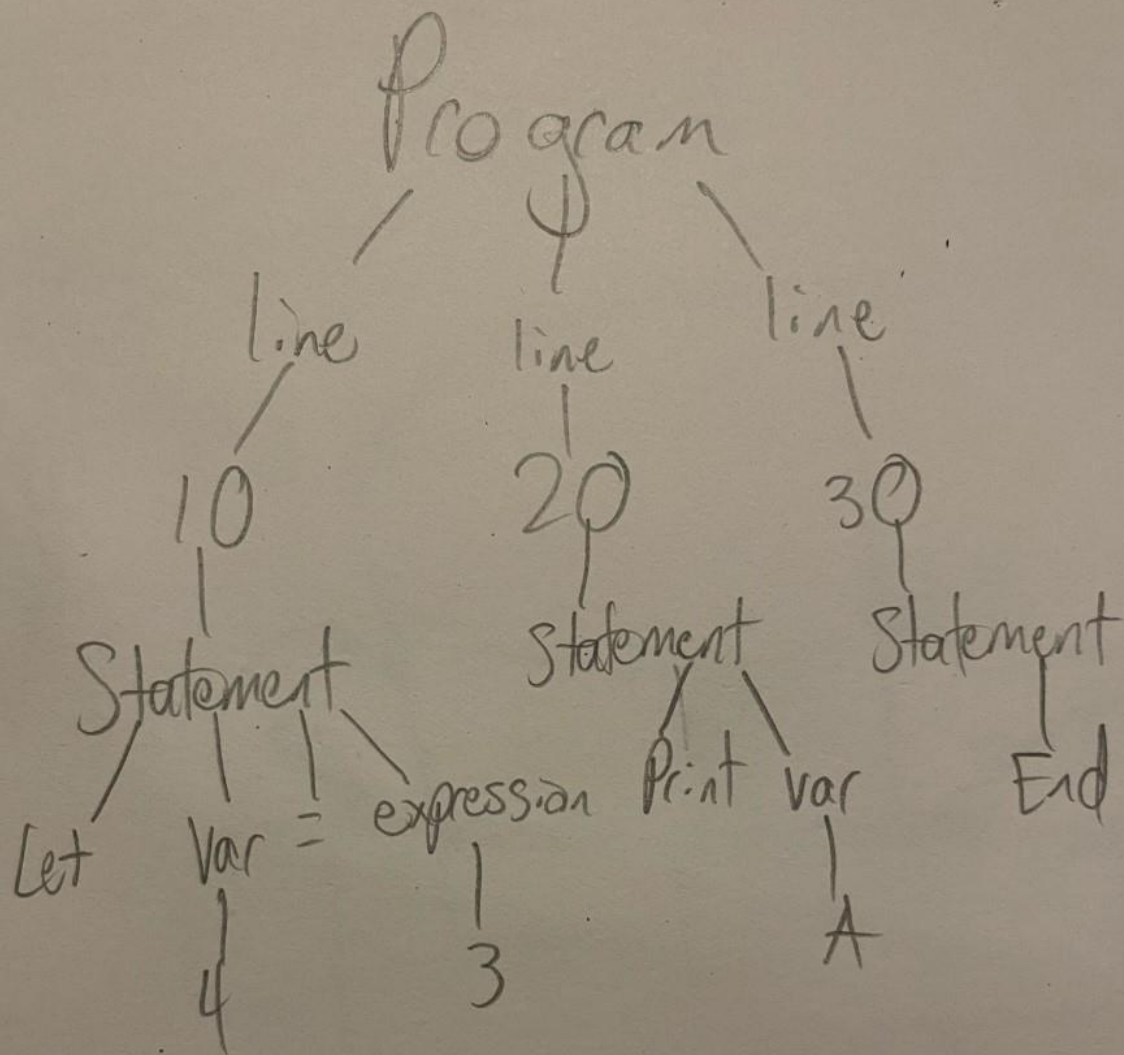 Program
line line line
10 20 30
Statement Statement Statement
Let Var = expression Print var End
4 3 A